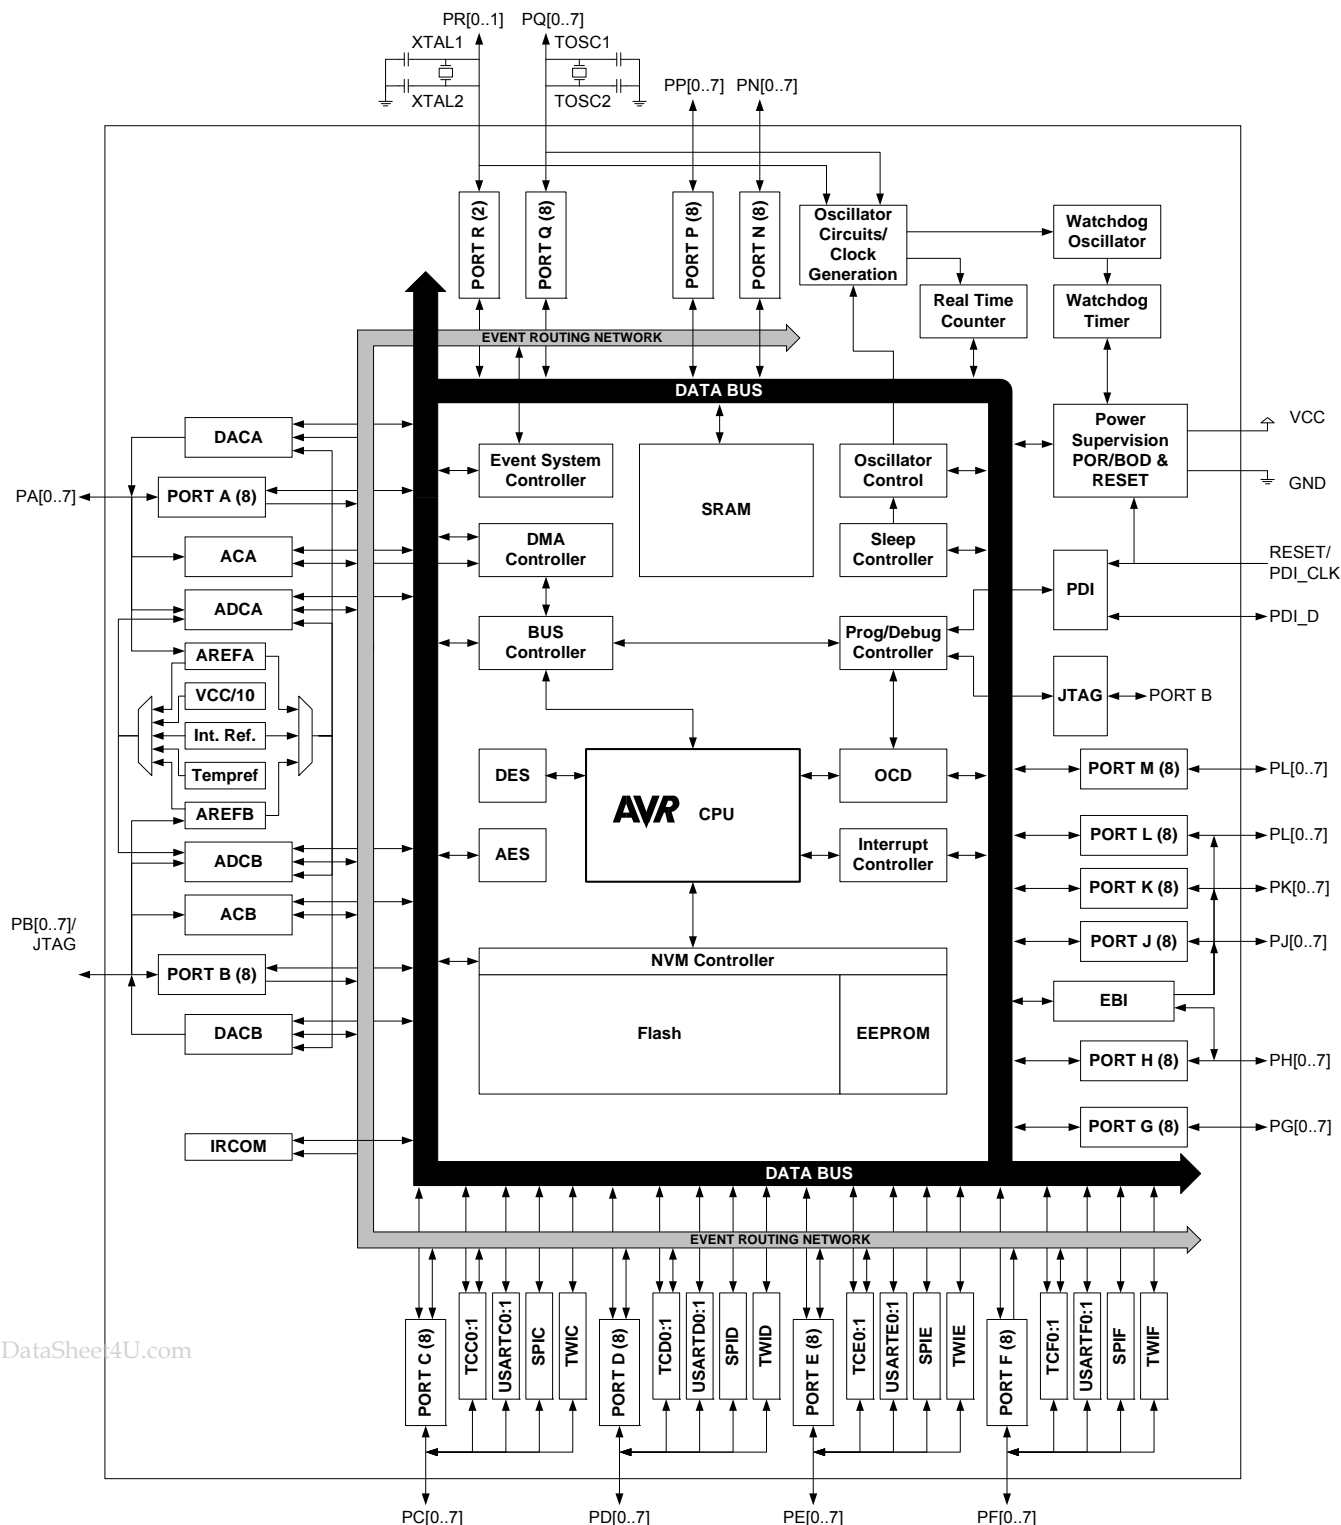 PR[0..1] PQ[0..7]
XTAL1 TOSC1
XTAL2 TOSC2
PP[0..7] PN[0..7]
PORT R (2)
PORT Q (8)
PORT P (8)
PORT N (8)
Oscillator
Circuits/
Clock
Generation
Watchdog
Oscillator
Real Time
Counter
Watchdog
Timer
EVENT ROUTING NETWORK
DATA BUS
DACA
PA[0..7]
PORT A (8)
ACA
ADCA
AREFA
VCC/10
Int. Ref.
Tempref
AREFB
ADCB
ACB
PB[0..7]/
JTAG
PORT B (8)
DACB
IRCOM
Event System
Controller
SRAM
Oscillator
Control
DMA
Controller
Sleep
Controller
BUS
Controller
Prog/Debug
Controller
DES
AVR CPU
OCD
AES
Interrupt
Controller
NVM Controller
Flash
EEPROM
Power
Supervision
POR/BOD &
RESET
VCC
GND
PDI
RESET/
PDI_CLK
PDI_D
JTAG
PORT B
PORT M (8)
PL[0..7]
PORT L (8)
PL[0..7]
PORT K (8)
PK[0..7]
PORT J (8)
PJ[0..7]
EBI
PORT H (8)
PH[0..7]
PORT G (8)
PG[0..7]
DATA BUS
EVENT ROUTING NETWORK
PORT C (8)
TCC0:1
USARTC0:1
SPIC
TWIC
PORT D (8)
TCD0:1
USARTD0:1
SPID
TWID
PORT E (8)
TCE0:1
USARTE0:1
SPIE
TWIE
PORT F (8)
TCF0:1
USARTF0:1
SPIF
TWIF
DataSheet4U.com
PC[0..7] PD[0..7] PE[0..7] PF[0..7]